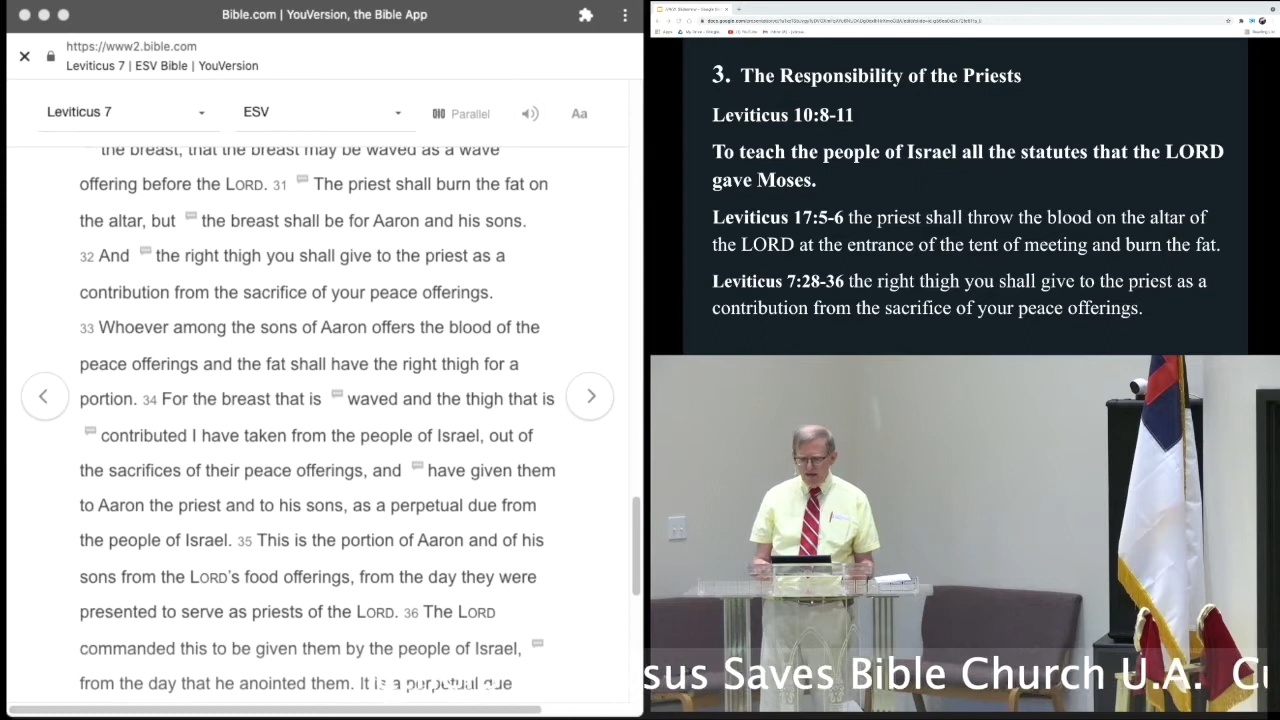 | YouVersion, the Bible App
https://www2.bible.com
Leviticus 7 | ESV Bible | YouVersion
Leviticus 7
ESV
Parallel
Aa
the breast, that the breast may be waved as a wave
offering before the LORD. 31 The priest shall burn the fat on
the altar, but the breast shall be for Aaron and his sons.
32 And the right thigh you shall give to the priest as a
contribution from the sacrifice of your peace offerings.
33 Whoever among the sons of Aaron offers the blood of the
peace offerings and the fat shall have the right thigh for a
portion. 34 For the breast that is waved and the thigh that is
contributed I have taken from the people of Israel, out of
the sacrifices of their peace offerings, and have given them
to Aaron the priest and to his sons, as a perpetual due from
the people of Israel. 35 This is the portion of Aaron and of his
sons from the LORD's food offerings, from the day they were
presented to serve as priests of the LORD. 36 The LORD
commanded this to be given them by the people of Israel,
from the day that he anointed them. It is a perpetual due
3. The Responsibility of the Priests
Leviticus 10:8-11
To teach the people of Israel all the statutes that the LORD
gave Moses.
Leviticus 17:5-6 the priest shall throw the blood on the altar of
the LORD at the entrance of the tent of meeting and burn the fat.
Leviticus 7:28-36 the right thigh you shall give to the priest as a
contribution from the sacrifice of your peace offerings.
sus Saves Bible Church U.A.